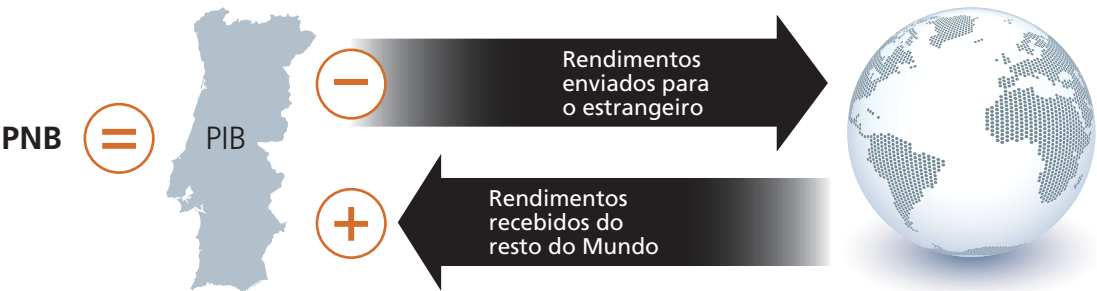 PNB
=
PIB
−
Rendimentos
enviados para
o estrangeiro
+
Rendimentos
recebidos do
resto do Mundo